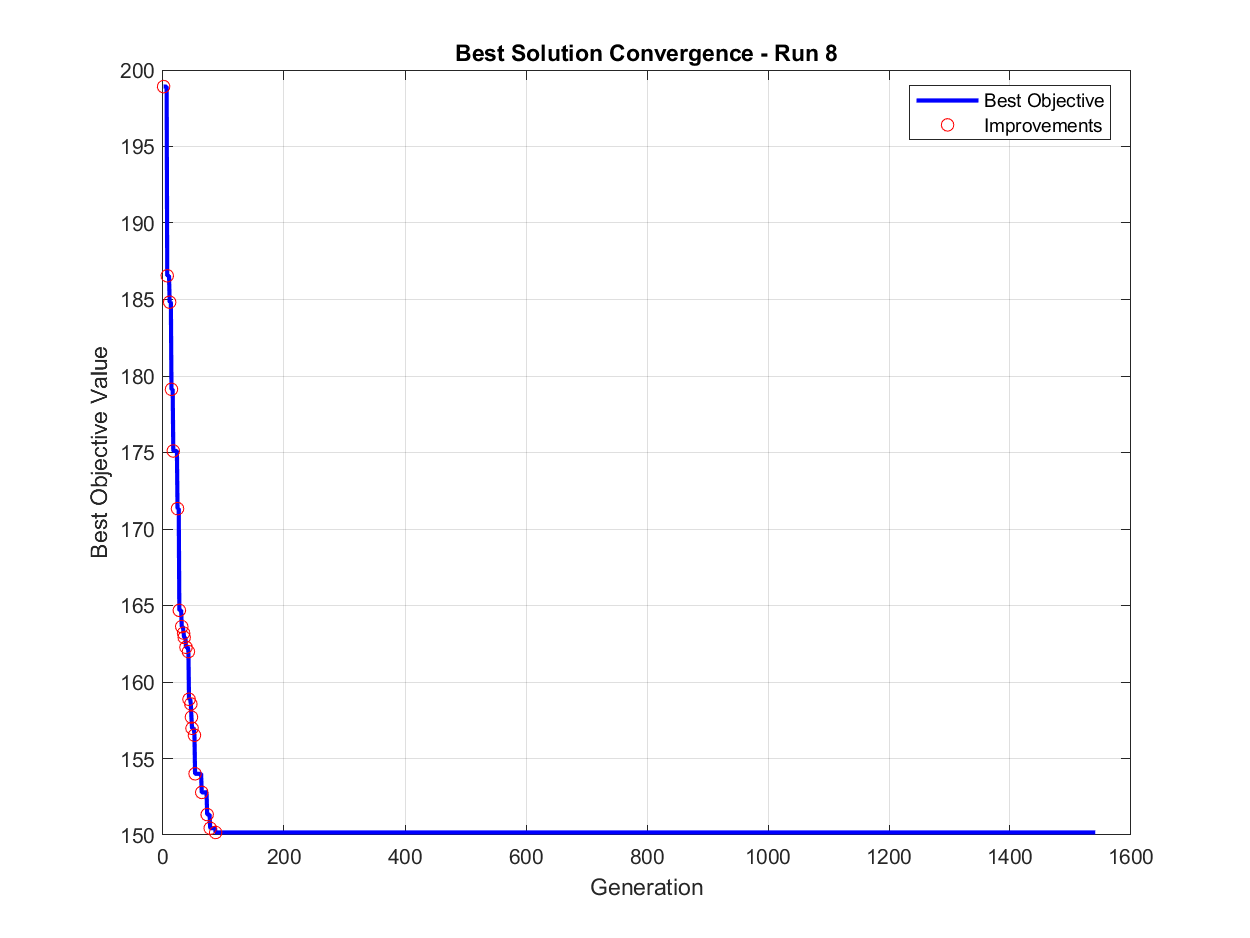 Best Solution Convergence - Run 8
Best Objective
Improvements
Best Objective Value
200
195
190
185
180
175
170
165
160
155
150
0 200 400 600 800 1000 1200 1400 1600
Generation